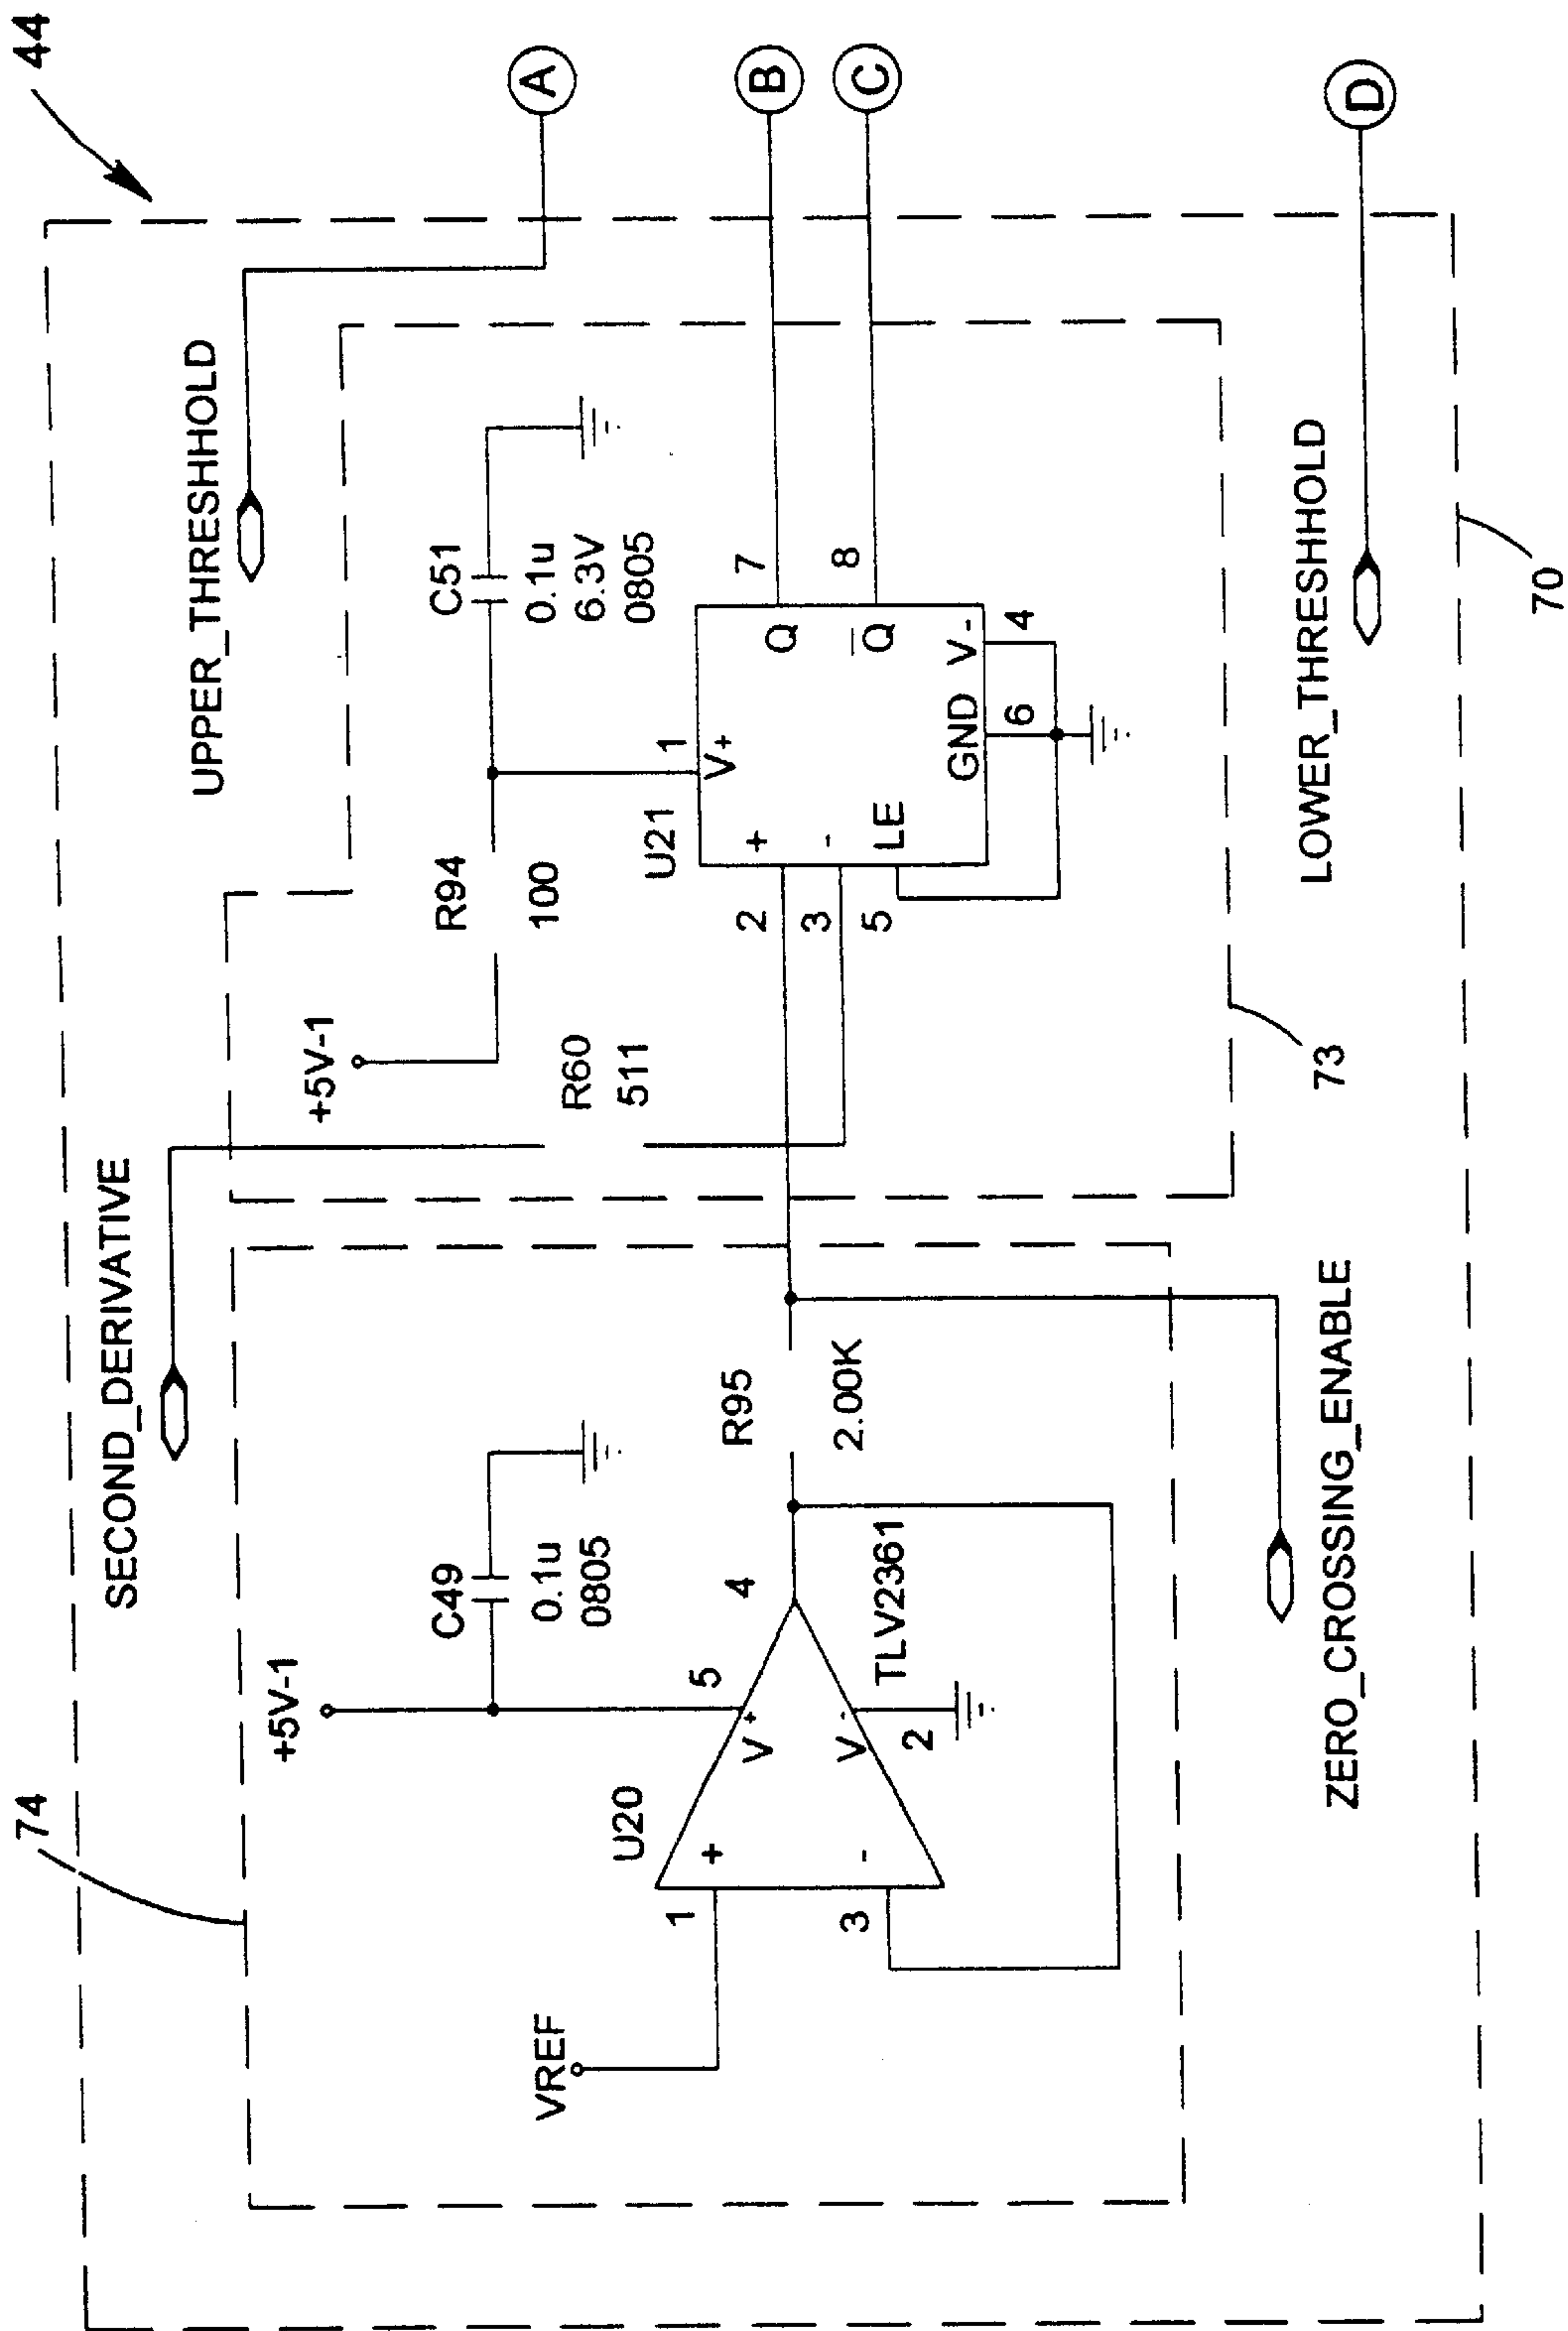 44
UPPER_THRESHHOLD
A
SECOND_DERIVATIVE
74
+5V-1
C49
0.1u
0805
U20
VREF
1
+
3
-
V+
5
V-
2
4
TLV2361
R95
2.00K
ZERO_CROSSING_ENABLE
+5V-1
R94
100
C51
0.1u
6.3V
0805
R60
511
U21
1
V+
2
+
3
-
5
LE
GND
6
V-
4
Q
7
Q
8
B
C
73
LOWER_THRESHHOLD
D
70